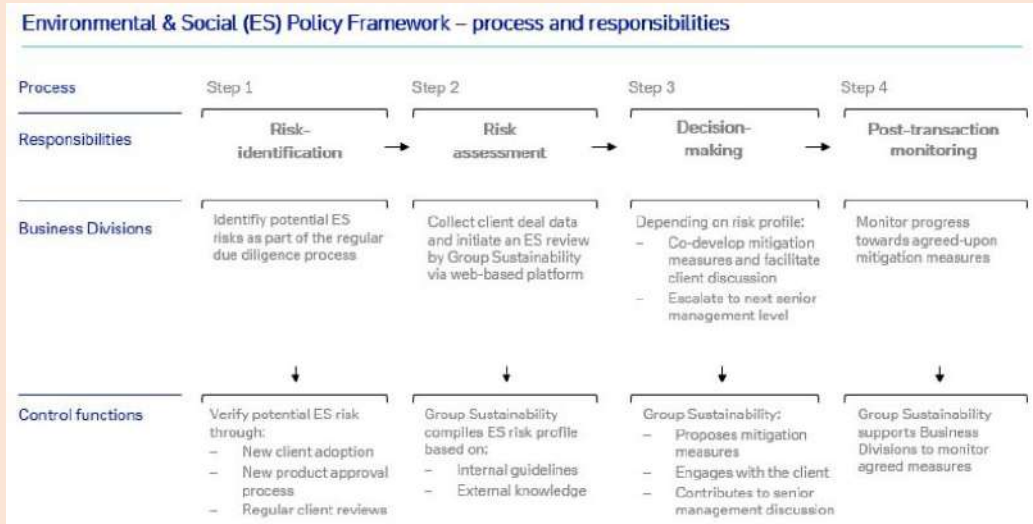 Environmental & Social (ES) Policy Framework – process and responsibilities
Process
Step 1
Step 2
Step 3
Step 4
Responsibilities
Risk-
identification
Risk
assessment
Decision-
making
Post-transaction
monitoring
Business Divisions
Identifiy potential ES
risks as part of the regular
due diligence process
Collect client deal data
and initiate an ES review
by Group Sustainability
via web-based platform
Depending on risk profile:
– Co-develop mitigation
measures and facilitate
client discussion
– Escalate to next senior
management level
Monitor progress
towards agreed-upon
mitigation measures
Control functions
Verify potential ES risk
through:
– New client adoption
– New product approval
process
– Regular client reviews
Group Sustainability
compiles ES risk profile
based on:
– Internal guidelines
– External knowledge
Group Sustainability:
– Proposes mitigation
measures
– Engages with the client
– Contributes to senior
management discussion
Group Sustainability
supports Business
Divisions to monitor
agreed measures